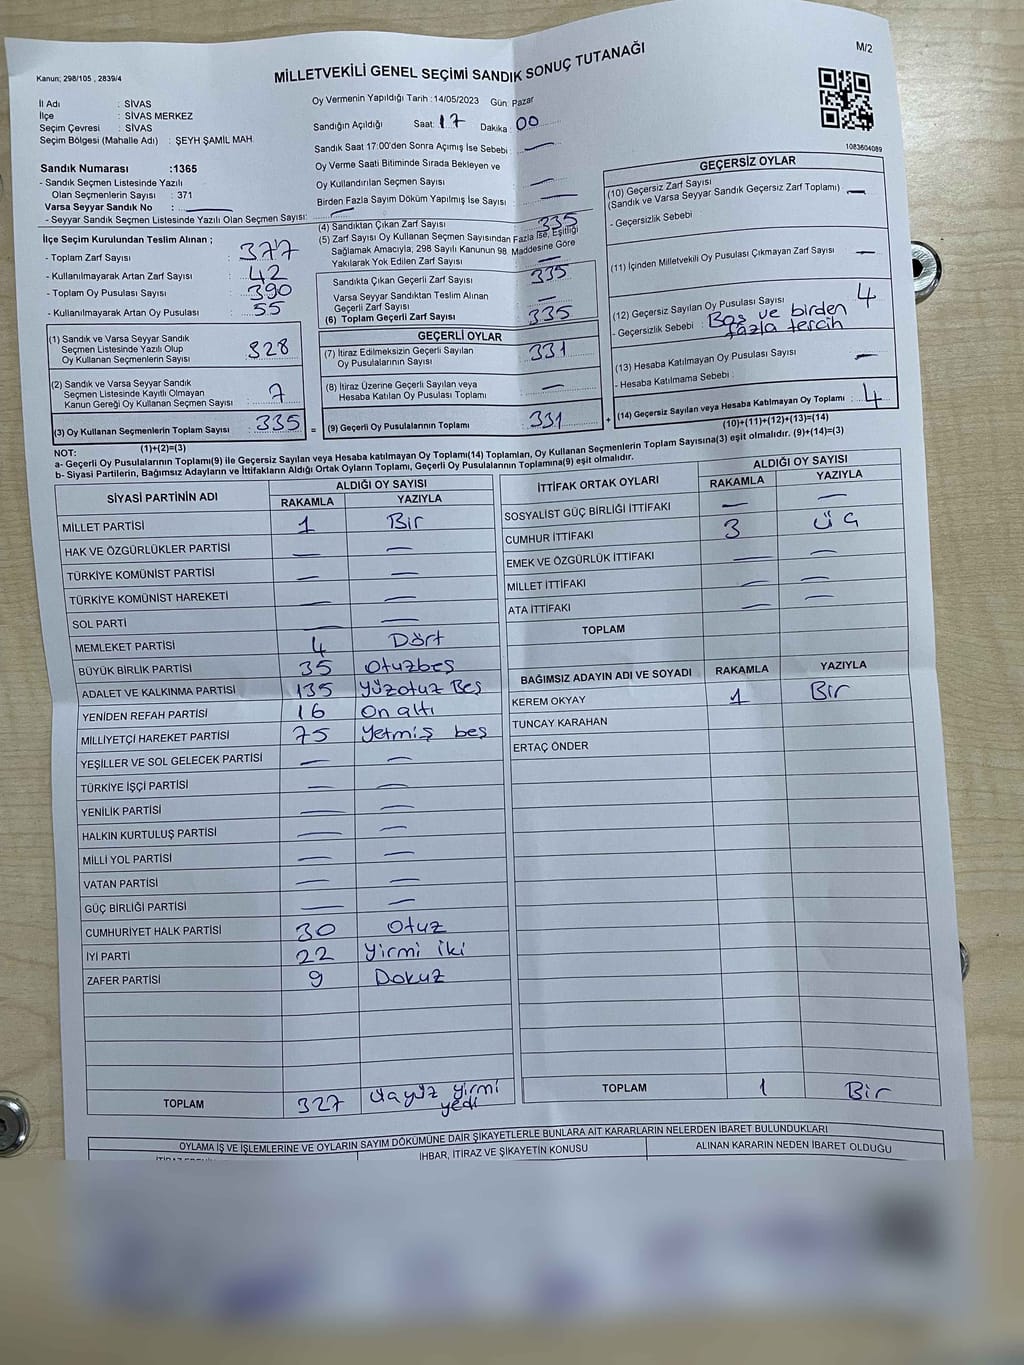 Kanun; 298/105 , 2839/4
MİLLETVEKİLİ GENEL SEÇİMİ SANDIK SONUÇ TUTANAĞI
M/2
İl Adı : SİVAS
İlçe : SİVAS MERKEZ
Seçim Çevresi : SİVAS
Seçim Bölgesi (Mahalle Adı) : ŞEYH ŞAMİL MAH.
Sandık Numarası :1365
- Sandık Seçmen Listesinde Yazılı
Olan Seçmenlerin Sayısı : 371
Varsa Seyyar Sandık No : —
- Seyyar Sandık Seçmen Listesinde Yazılı Olan Seçmen Sayısı: —
Oy Vermenin Yapıldığı Tarih :14/05/2023 Gün: Pazar
Sandığın Açıldığı Saat: 17 Dakika : 00
Sandık Saat 17:00'den Sonra Açımış İse Sebebi : —
Oy Verme Saati Bitiminde Sırada Bekleyen ve
Oy Kullandırılan Seçmen Sayısı —
Birden Fazla Sayım Döküm Yapılmış İse Sayısı —
1083604089
İlçe Seçim Kurulundan Teslim Alınan ;
- Toplam Zarf Sayısı : 377
- Kullanılmayarak Artan Zarf Sayısı : 42
- Toplam Oy Pusulası Sayısı : 390
- Kullanılmayarak Artan Oy Pusulası : 55
(1) Sandık ve Varsa Seyyar Sandık
Seçmen Listesinde Yazılı Olup
Oy Kullanan Seçmenlerin Sayısı : 328
(2) Sandık ve Varsa Seyyar Sandık
Seçmen Listesinde Kayıtlı Olmayan
Kanun Gereği Oy Kullanan Seçmen Sayısı : 7
(3) Oy Kullanan Seçmenlerin Toplam Sayısı : 335
(1)+(2)=(3)
(4) Sandıktan Çıkan Zarf Sayısı 335
(5) Zarf Sayısı Oy Kullanan Seçmen Sayısından Fazla İse, Eşitliği
Sağlamak Amacıyla, 298 Sayılı Kanunun 98. Maddesine Göre
Yakılarak Yok Edilen Zarf Sayısı —
Sandıkta Çıkan Geçerli Zarf Sayısı 335
Varsa Seyyar Sandıktan Teslim Alınan
Geçerli Zarf Sayısı —
(6) Toplam Geçerli Zarf Sayısı 335
GEÇERLİ OYLAR
(7) İtiraz Edilmeksizin Geçerli Sayılan
Oy Pusulalarının Sayısı 331
(8) İtiraz Üzerine Geçerli Sayılan veya
Hesaba Katılan Oy Pusulası Toplamı —
= (9) Geçerli Oy Pusulalarının Toplamı 331 +
GEÇERSİZ OYLAR
(10) Geçersiz Zarf Sayısı
(Sandık ve Varsa Seyyar Sandık Geçersiz Zarf Toplamı) —
- Geçersizlik Sebebi :
(11) İçinden Milletvekili Oy Pusulası Çıkmayan Zarf Sayısı —
(12) Geçersiz Sayılan Oy Pusulası Sayısı 4
- Geçersizlik Sebebi : Boş ve birden
fazla tercih
(13) Hesaba Katılmayan Oy Pusulası Sayısı —
- Hesaba Katılmama Sebebi :
(14) Geçersiz Sayılan veya Hesaba Katılmayan Oy Toplamı : 4
(10)+(11)+(12)+(13)=(14)
NOT:
a- Geçerli Oy Pusulalarının Toplamı(9) ile Geçersiz Sayılan veya Hesaba katılmayan Oy Toplamı(14) Toplamları, Oy Kullanan Seçmenlerin Toplam Sayısına(3) eşit olmalıdır. (9)+(14)=(3)
b- Siyasi Partilerin, Bağımsız Adayların ve İttifakların Aldığı Ortak Oyların Toplamı, Geçerli Oy Pusulalarının Toplamına(9) eşit olmalıdır.
SİYASİ PARTİNİN ADI ALDIĞI OY SAYISI
RAKAMLA YAZIYLA
MİLLET PARTİSİ 1 Bir
HAK VE ÖZGÜRLÜKLER PARTİSİ — —
TÜRKİYE KOMÜNİST PARTİSİ — —
TÜRKİYE KOMÜNİST HAREKETİ — —
SOL PARTİ — —
MEMLEKET PARTİSİ 4 Dört
BÜYÜK BİRLİK PARTİSİ 35 Otuzbeş
ADALET VE KALKINMA PARTİSİ 135 Yüzotuz Beş
YENİDEN REFAH PARTİSİ 16 On altı
MİLLİYETÇİ HAREKET PARTİSİ 75 Yetmiş beş
YEŞİLLER VE SOL GELECEK PARTİSİ — —
TÜRKİYE İŞÇİ PARTİSİ — —
YENİLİK PARTİSİ — —
HALKIN KURTULUŞ PARTİSİ — —
MİLLİ YOL PARTİSİ — —
VATAN PARTİSİ — —
GÜÇ BİRLİĞİ PARTİSİ — —
CUMHURİYET HALK PARTİSİ 30 Otuz
İYİ PARTİ 22 Yirmi iki
ZAFER PARTİSİ 9 Dokuz
TOPLAM 327 Üçyüz yirmi
yedi
İTTİFAK ORTAK OYLARI ALDIĞI OY SAYISI
RAKAMLA YAZIYLA
SOSYALİST GÜÇ BİRLİĞİ İTTİFAKI — —
CUMHUR İTTİFAKI 3 Üç
EMEK VE ÖZGÜRLÜK İTTİFAKI — —
MİLLET İTTİFAKI — —
ATA İTTİFAKI — —
TOPLAM
BAĞIMSIZ ADAYIN ADI VE SOYADI RAKAMLA YAZIYLA
KEREM OKYAY 1 Bir
TUNCAY KARAHAN
ERTAÇ ÖNDER
TOPLAM 1 Bir
OYLAMA İŞ VE İŞLEMLERİNE VE OYLARIN SAYIM DÖKÜMÜNE DAİR ŞİKAYETLERLE BUNLARA AİT KARARLARIN NELERDEN İBARET BULUNDUKLARI
İHBAR, İTİRAZ VE ŞİKAYETİN KONUSU ALINAN KARARIN NEDEN İBARET OLDUĞU